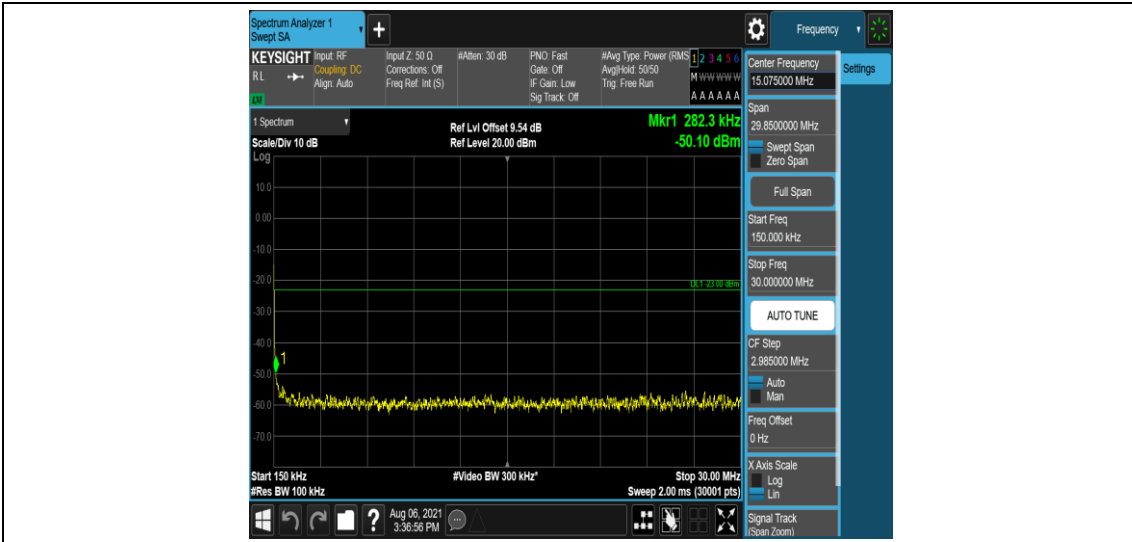 Spectrum Analyzer 1
Swept SA
+
Frequency
KEYSIGHT
RL
LXI
Input: RF
Coupling: DC
Align: Auto
Input Z: 50 Ω
Corrections: Off
Freq Ref: Int (S)
#Atten: 30 dB
PNO: Fast
Gate: Off
IF Gain: Low
Sig Track: Off
#Avg Type: Power (RMS
Avg|Hold: 50/50
Trig: Free Run
1 2 3 4 5 6
M W W W W W
A A A A A A
1 Spectrum
Scale/Div 10 dB
Log
Ref Lvl Offset 9.54 dB
Ref Level 20.00 dBm
Mkr1 282.3 kHz
-50.10 dBm
10.0
0.00
-10.0
-20.0
DL1 -23.00 dBm
-30.0
-40.0
1
-50.0
-60.0
-70.0
Start 150 kHz
#Res BW 100 kHz
#Video BW 300 kHz*
Stop 30.00 MHz
Sweep 2.00 ms (30001 pts)
?
Aug 06, 2021
3:36:56 PM
Center Frequency
15.075000 MHz
Settings
Span
29.8500000 MHz
Swept Span
Zero Span
Full Span
Start Freq
150.000 kHz
Stop Freq
30.000000 MHz
AUTO TUNE
CF Step
2.985000 MHz
Auto
Man
Freq Offset
0 Hz
X Axis Scale
Log
Lin
Signal Track
(Span Zoom)